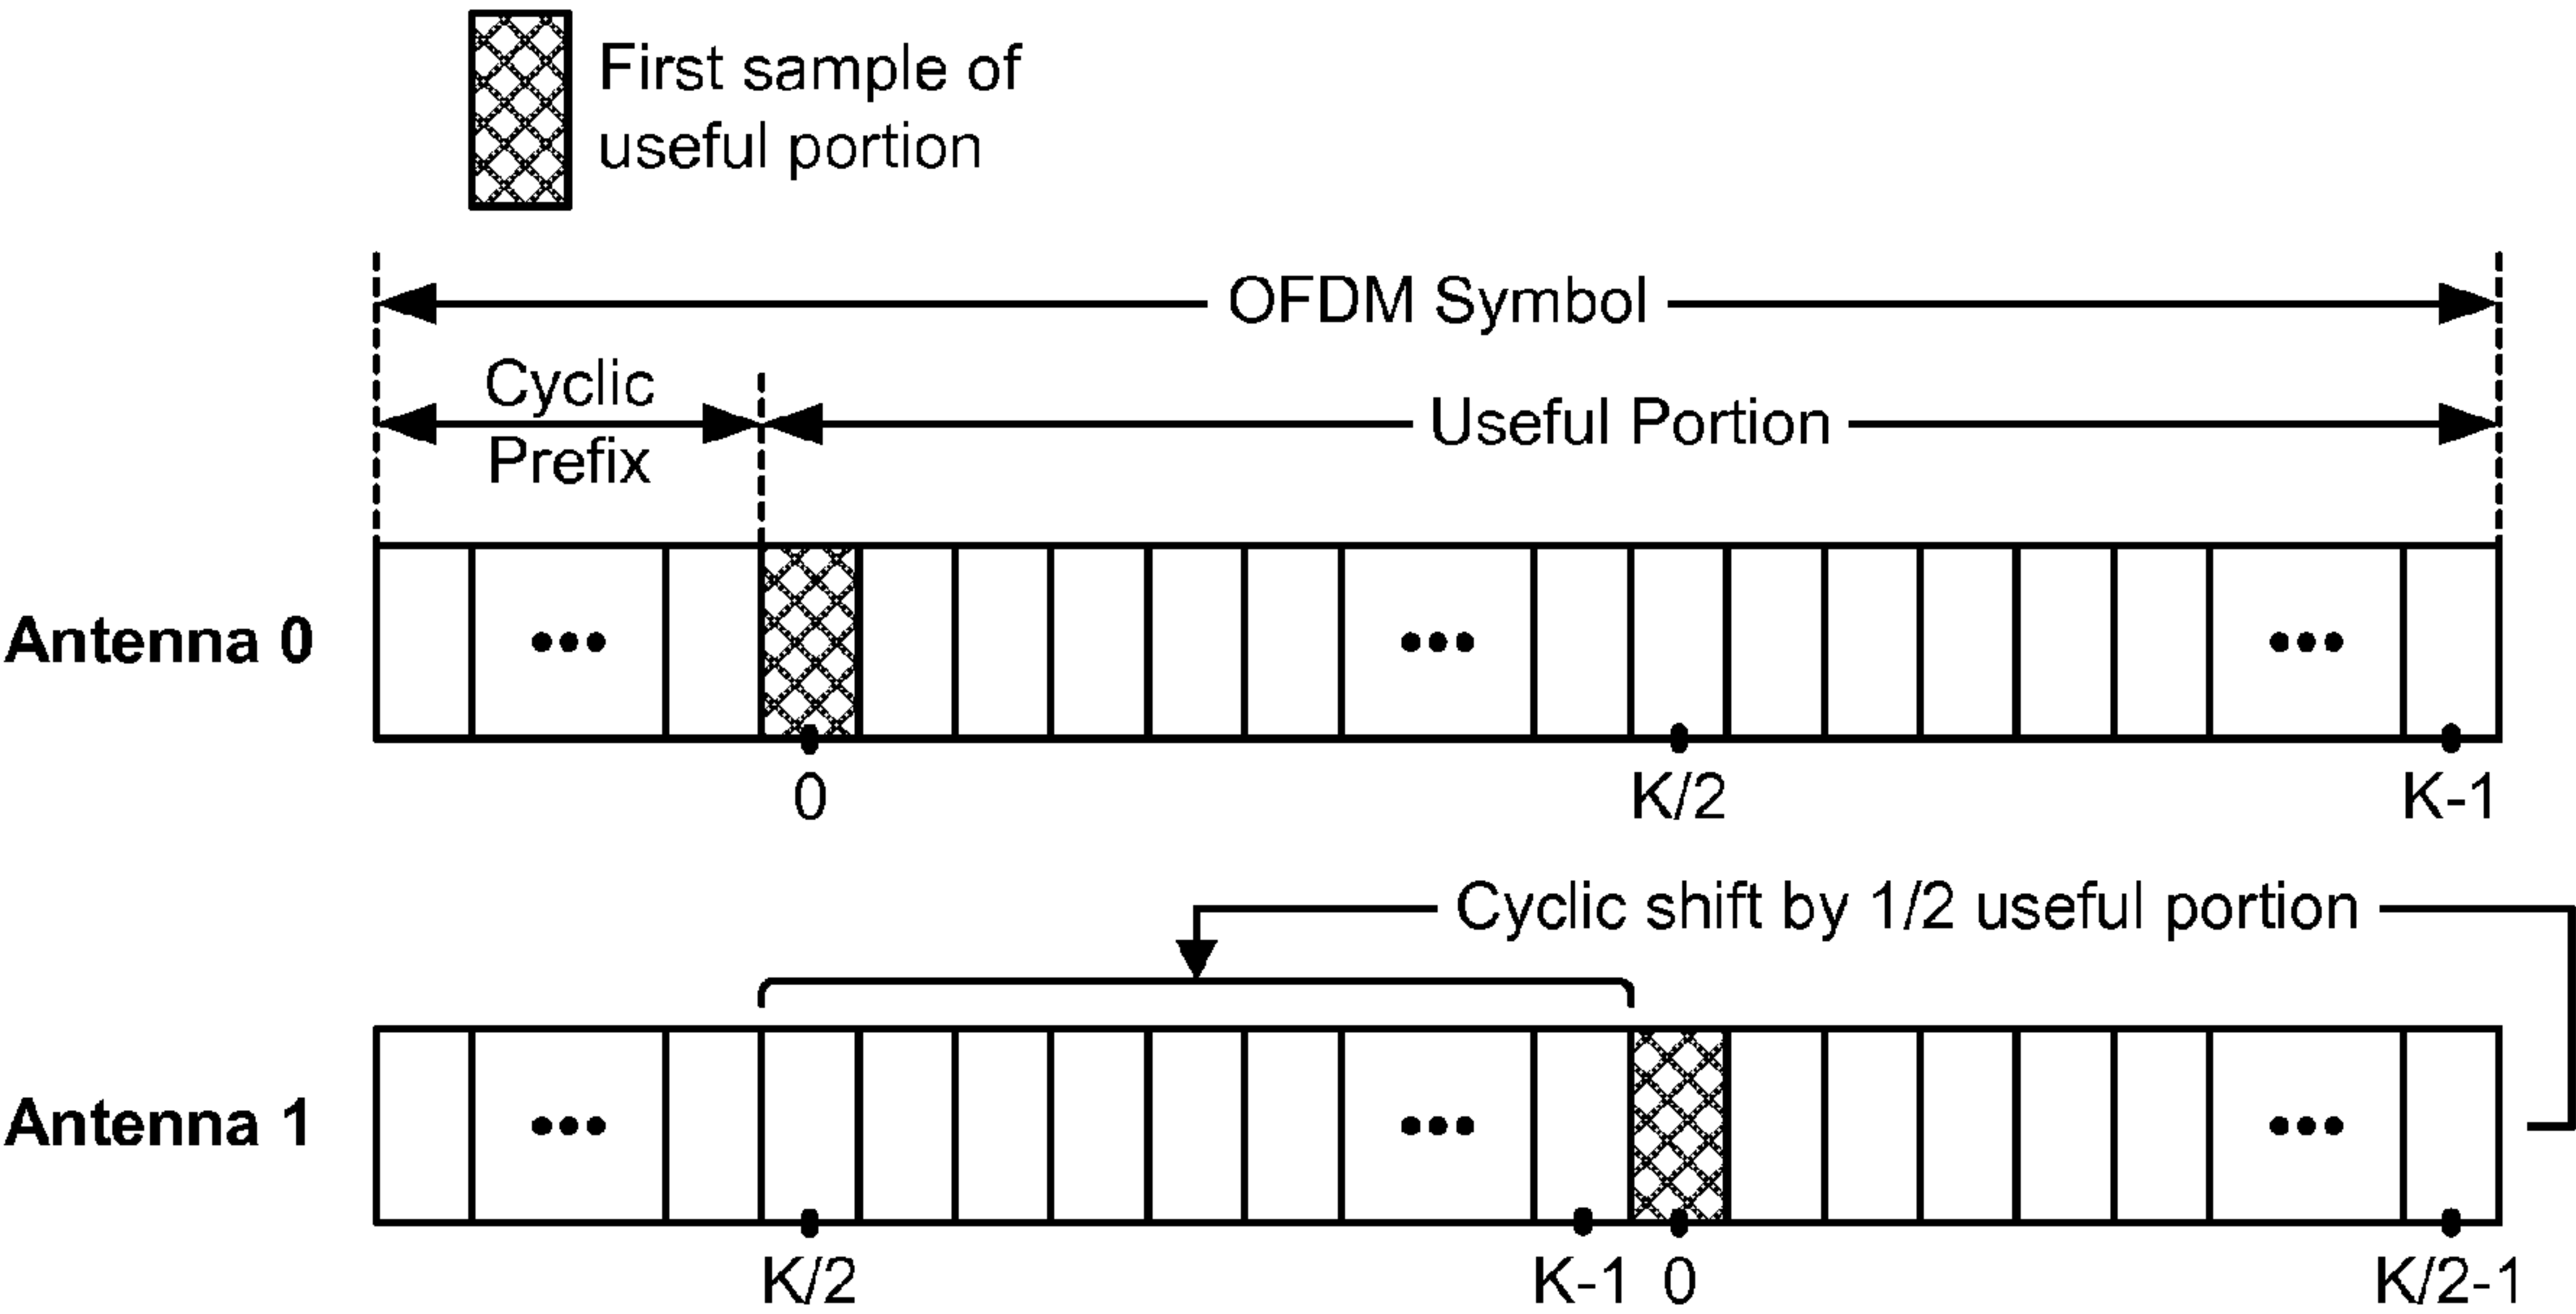 First sample of
useful portion
OFDM Symbol
Cyclic
Prefix
Useful Portion
Antenna 0
0
K/2
K-1
Cyclic shift by 1/2 useful portion
Antenna 1
K/2
K-1
0
K/2-1